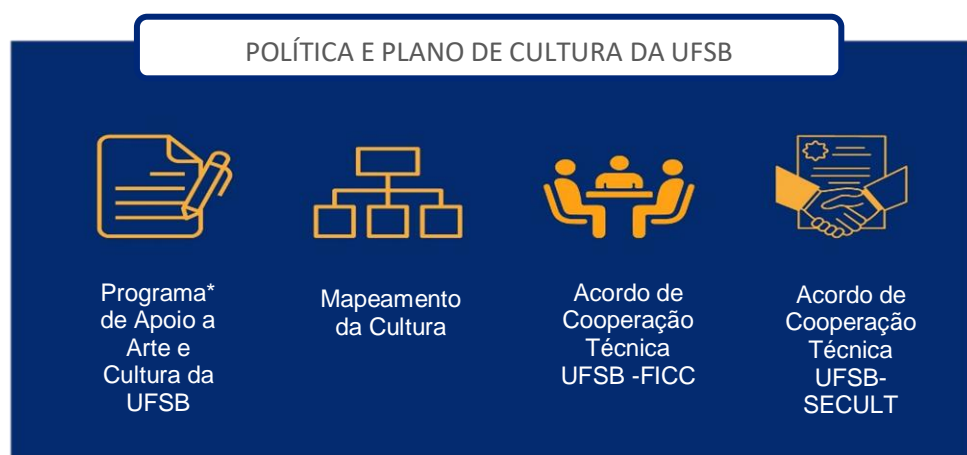 POLÍTICA E PLANO DE CULTURA DA UFSB
Programa*
de Apoio a
Arte e
Cultura da
UFSB
Mapeamento
da Cultura
Acordo de
Cooperação
Técnica
UFSB -FICC
Acordo de
Cooperação
Técnica
UFSB-
SECULT